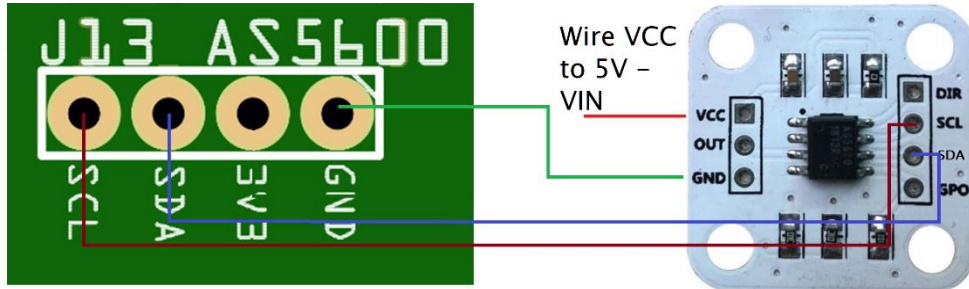 J13 AS5600
SCL
SDA
3V3
GND
Wire VCC
to 5V –
VIN
VCC
OUT
GND
DIR
SCL
SDA
GPO